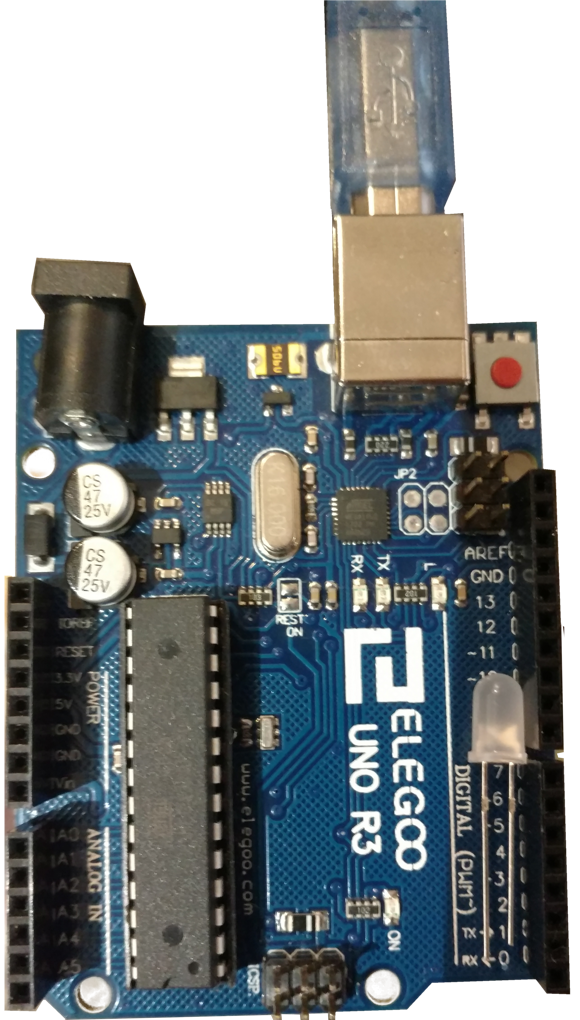 JP2
CS
47
25V
CS
47
25V
RX
TX
L
AREF
GND
13
12
~11
REST
ON
IOREF
RESET
3.3V
5V
GND
GND
Vin
POWER
A0
A1
A2
A3
A4
A5
ANALOG IN
ELEGOO
UNO R3
www.elegoo.com
7
~6
~5
4
~3
2
TX→1
RX←0
DIGITAL (PWM~)
ON
ICSP